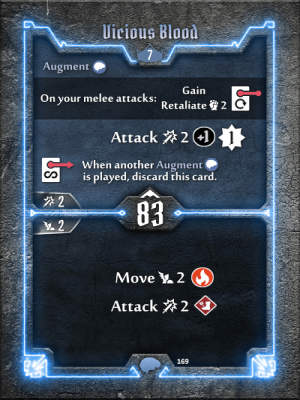 Vicious Blood
7
Augment
On your melee attacks: Gain
Retaliate 2
Attack 2 +1 1
When another Augment
is played, discard this card.
2
83
2
Move 2
Attack 2
169